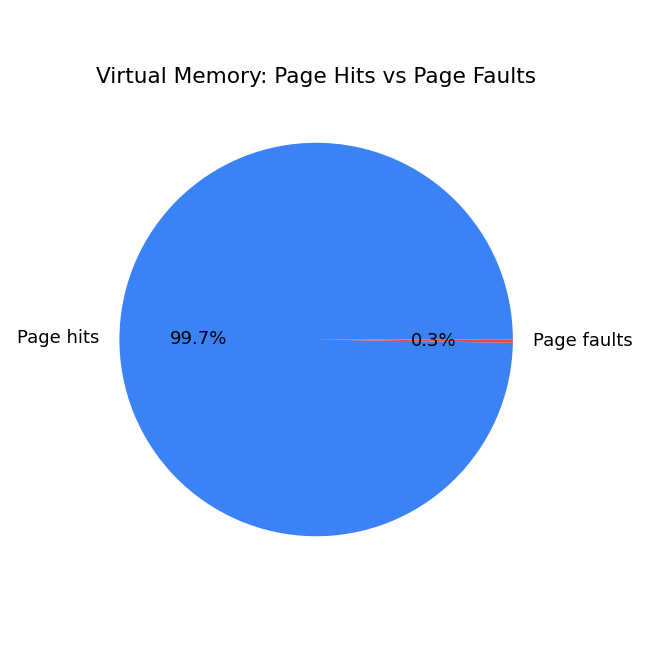 Virtual Memory: Page Hits vs Page Faults
Page hits
99.7%
0.3%
Page faults